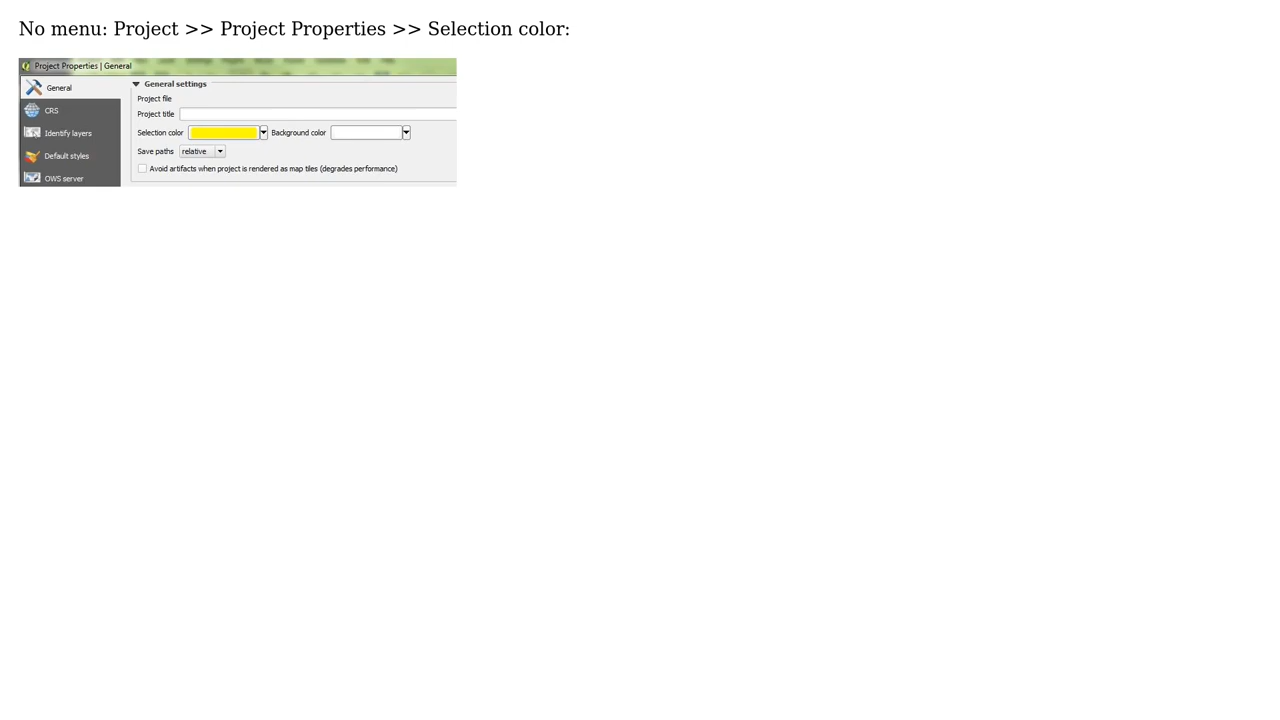 No menu: Project >> Project Properties >> Selection color:
Project Properties | General
General
General settings
Project file
CRS
Project title
Identify layers
Selection color
Background color
Default styles
Save paths
relative
Avoid artifacts when project is rendered as map tiles (degrades performance)
OWS server